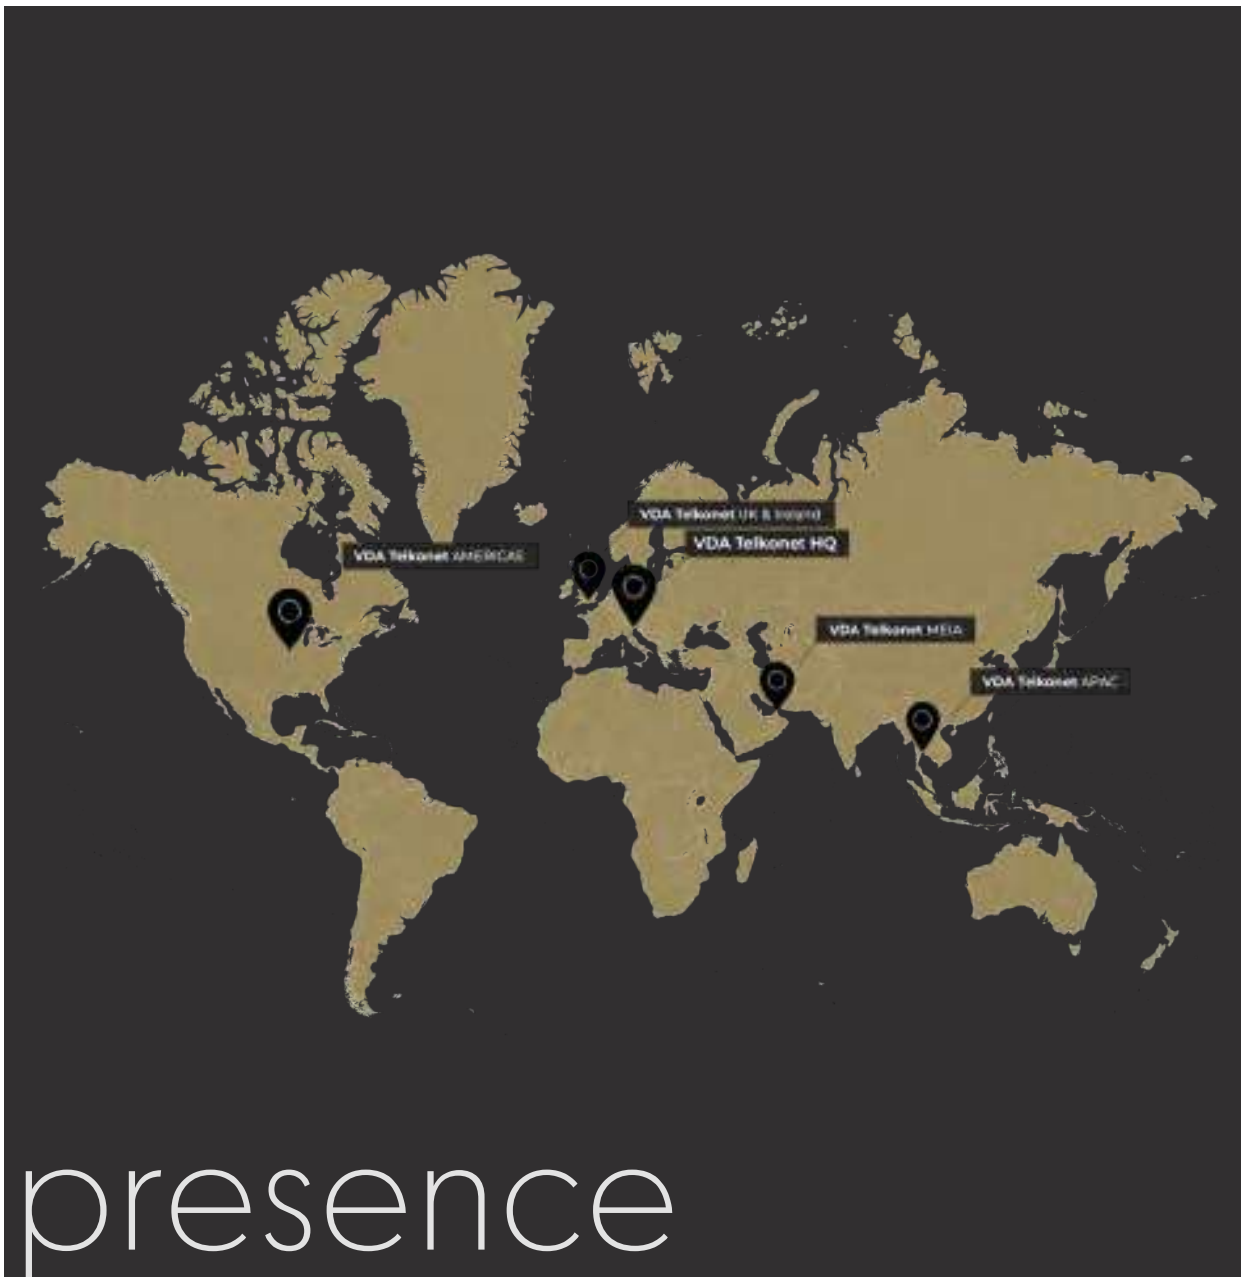 VDA Telkonet UK & Ireland
VDA Telkonet HQ
VDA Telkonet AMERICAS
VDA Telkonet MEIA
VDA Telkonet APAC
presence